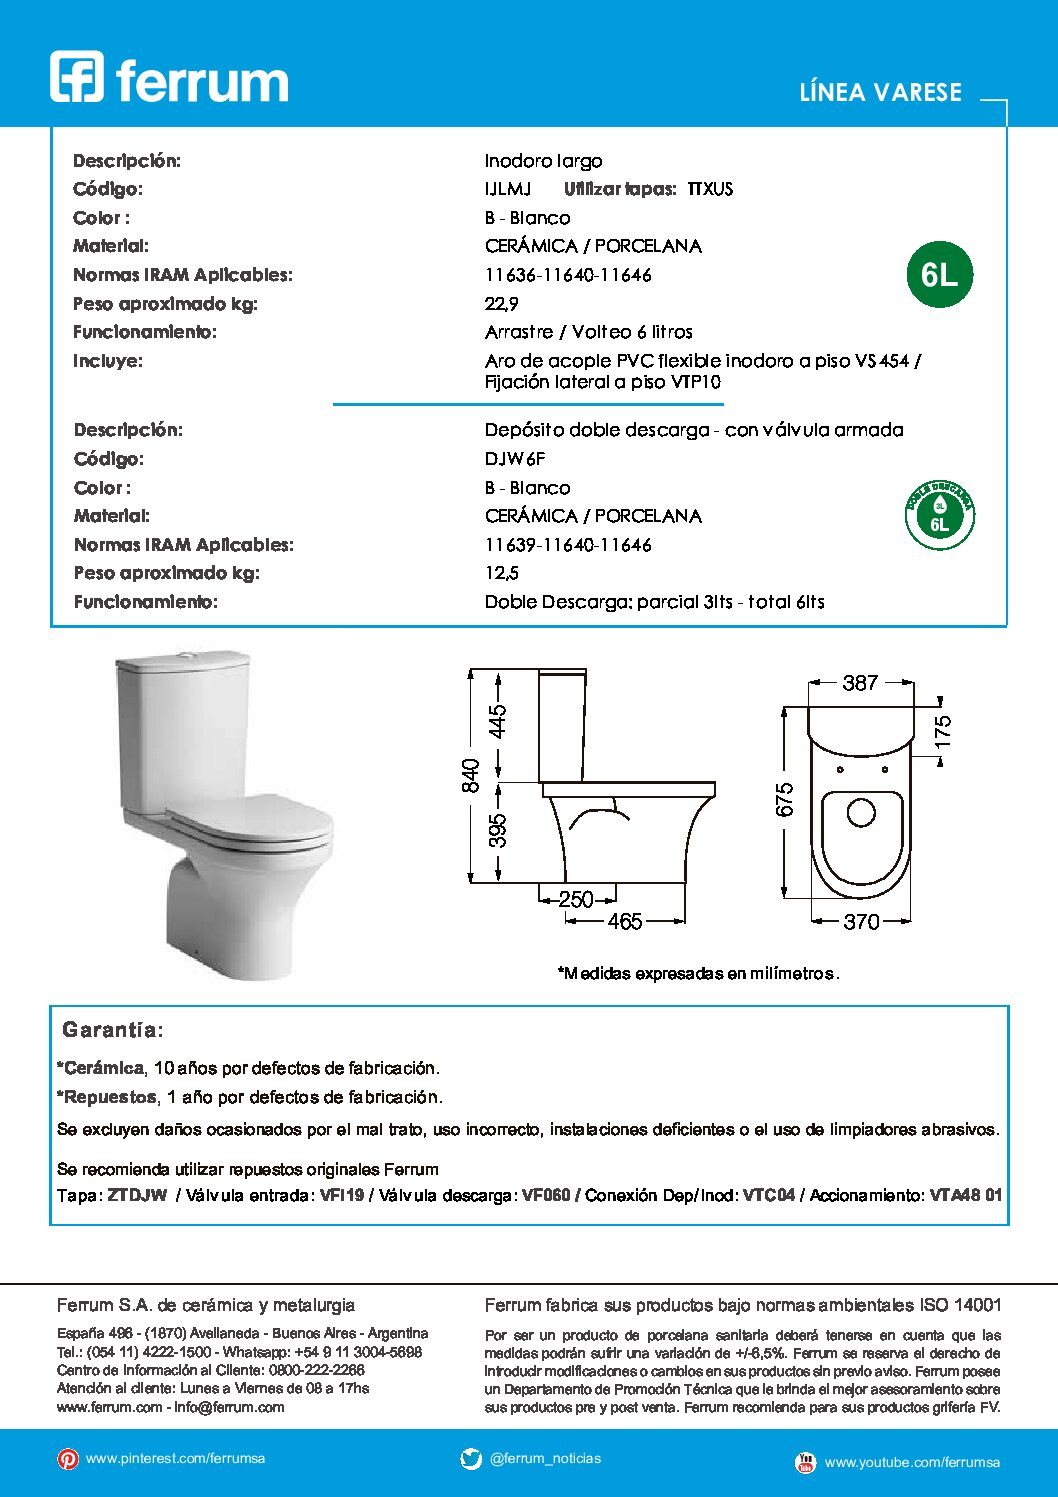 ferrum
LÍNEA VARESE
Descripción: Inodoro largo
Código: IJLMJ Utilizar tapas: TTXUS
Color : B - Blanco
Material: CERÁMICA / PORCELANA
Normas IRAM Aplicables: 11636-11640-11646
6L
Peso aproximado kg: 22,9
Funcionamiento: Arrastre / Volteo 6 litros
Incluye: Aro de acople PVC flexible inodoro a piso VS454 /
Fijación lateral a piso VTP10
Descripción: Depósito doble descarga - con válvula armada
Código: DJW6F
Color : B - Blanco
Material: CERÁMICA / PORCELANA
DOBLE DESCARGA
3L
6L
Normas IRAM Aplicables: 11639-11640-11646
Peso aproximado kg: 12,5
Funcionamiento: Doble Descarga: parcial 3lts - total 6lts
387
445
175
840
675
395
250
465
370
*Medidas expresadas en milímetros.
Garantía:
*Cerámica, 10 años por defectos de fabricación.
*Repuestos, 1 año por defectos de fabricación.
Se excluyen daños ocasionados por el mal trato, uso incorrecto, instalaciones deficientes o el uso de limpiadores abrasivos.
Se recomienda utilizar repuestos originales Ferrum
Tapa: ZTDJW / Válvula entrada: VFI19 / Válvula descarga: VF060 / Conexión Dep/Inod: VTC04 / Accionamiento: VTA48 01
Ferrum S.A. de cerámica y metalurgia
España 496 - (1870) Avellaneda - Buenos Aires - Argentina
Tel.: (054 11) 4222-1500 - Whatsapp: +54 9 11 3004-5698
Centro de Información al Cliente: 0800-222-2266
Atención al cliente: Lunes a Viernes de 08 a 17hs
www.ferrum.com - info@ferrum.com
Ferrum fabrica sus productos bajo normas ambientales ISO 14001
Por ser un producto de porcelana sanitaria deberá tenerse en cuenta que las
medidas podrán sufrir una variación de +/-6,5%. Ferrum se reserva el derecho de
introducir modificaciones o cambios en sus productos sin previo aviso. Ferrum posee
un Departamento de Promoción Técnica que le brinda el mejor asesoramiento sobre
sus productos pre y post venta. Ferrum recomienda para sus productos grifería FV.
www.pinterest.com/ferrumsa
@ferrum_noticias
You
Tube
www.youtube.com/ferrumsa